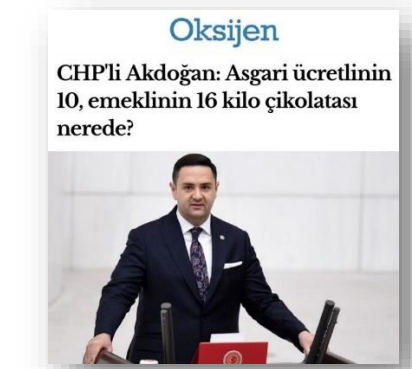 Oksijen
CHP'li Akdoğan: Asgari ücretlinin
10, emeklinin 16 kilo çikolatası
nerede?